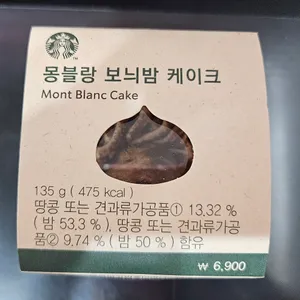 몽블랑 보늬밤 케이크
Mont Blanc Cake
135 g ( 475 kcal )
땅콩 또는 견과류가공품① 13.32 %
( 밤 53.3 % ), 땅콩 또는 견과류가공
품② 9.74 % ( 밤 50 % ) 함유
₩ 6,900